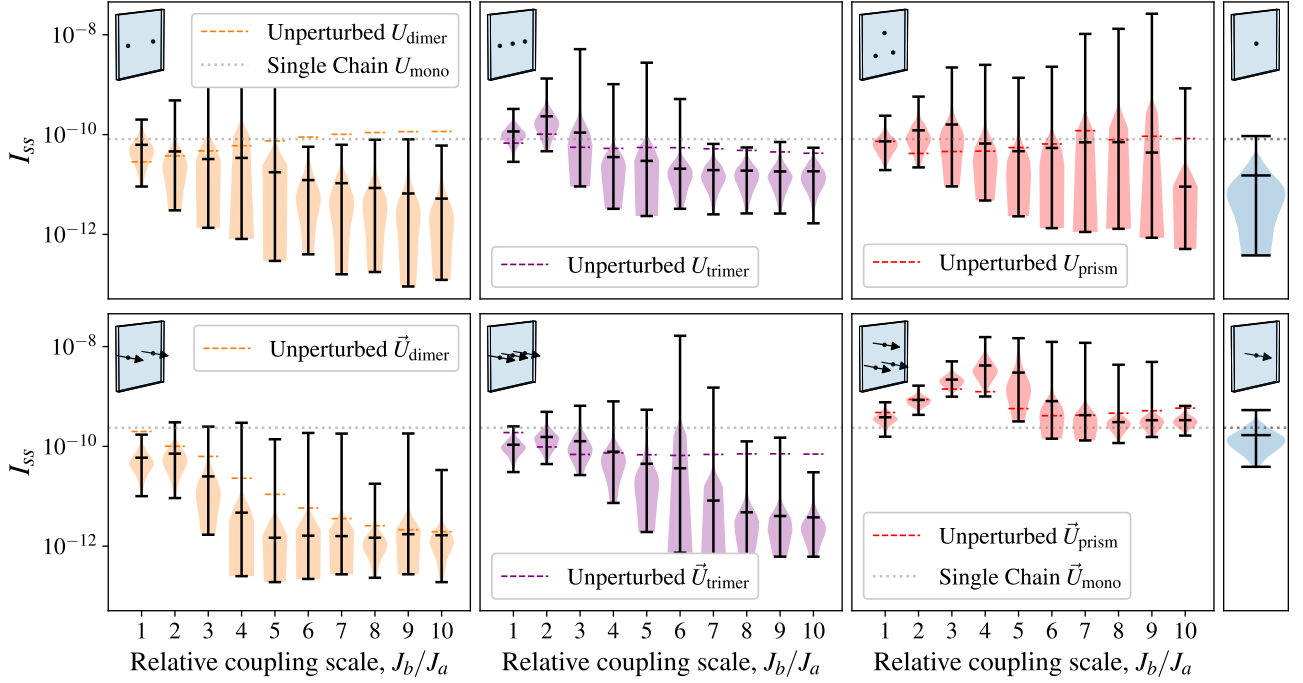 10⁻⁸
10⁻¹⁰
10⁻¹²
I_ss
Unperturbed U_dimer
Single Chain U_mono
Unperturbed U_trimer
Unperturbed U_prism
10⁻⁸
10⁻¹⁰
10⁻¹²
I_ss
Unperturbed U⃗_dimer
Unperturbed U⃗_trimer
Unperturbed U⃗_prism
Single Chain U⃗_mono
1 2 3 4 5 6 7 8 9 10
1 2 3 4 5 6 7 8 9 10
1 2 3 4 5 6 7 8 9 10
Relative coupling scale, J_b/J_a
Relative coupling scale, J_b/J_a
Relative coupling scale, J_b/J_a